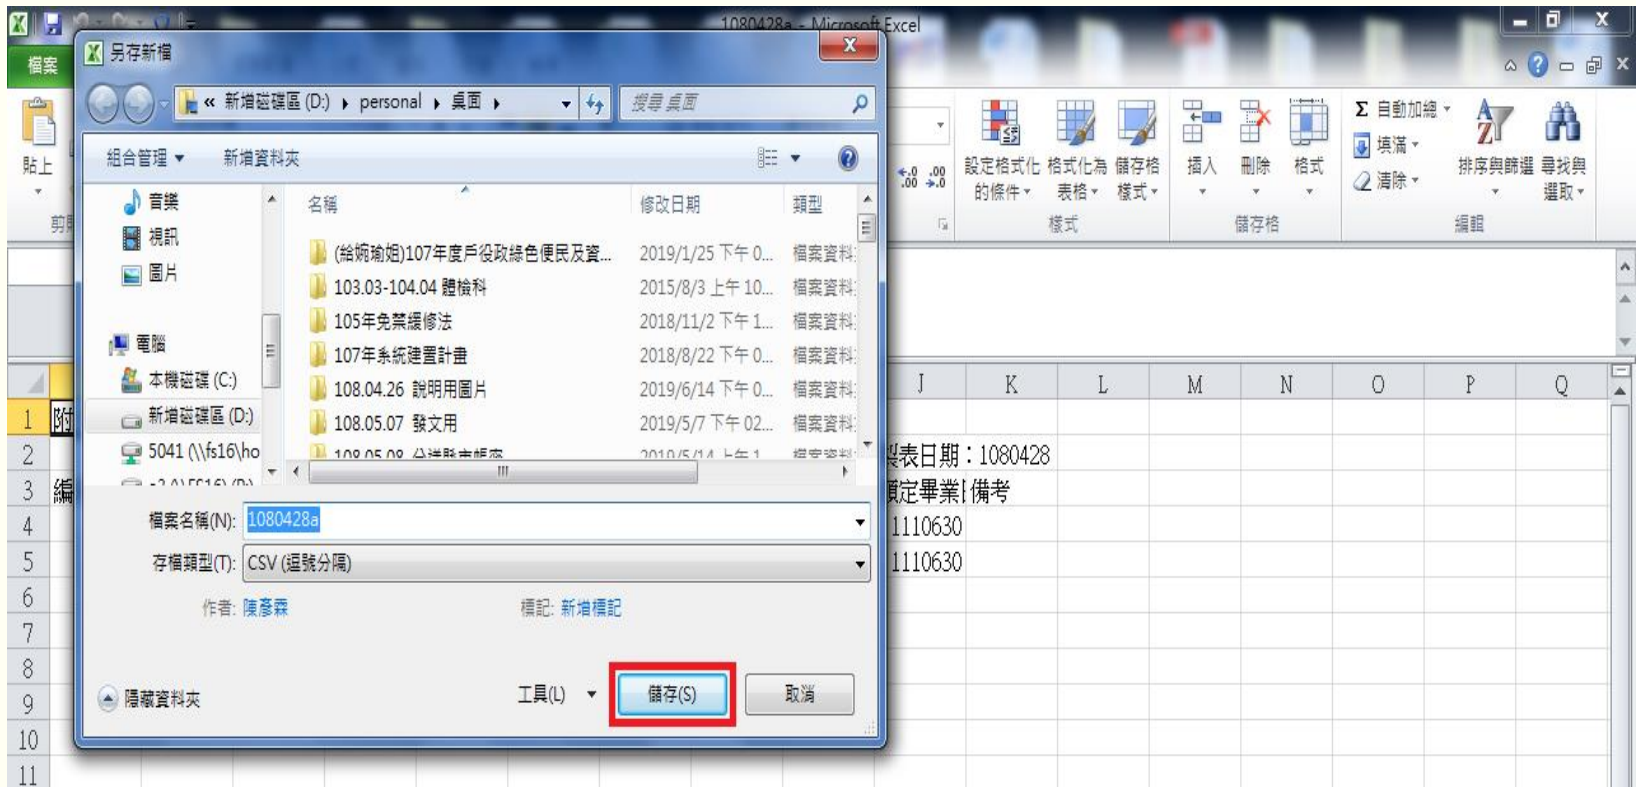 1080428a - Microsoft Excel
檔案
另存新檔
« 新增磁碟區 (D:) ▸ personal ▸ 桌面 ▸
搜尋 桌面
組合管理 ▼ 新增資料夾
音樂
視訊
圖片
電腦
本機磁碟 (C:)
新增磁碟區 (D:)
5041 (\\fs16\ho
名稱 修改日期 類型
(給婉瑜姐)107年度戶役政綠色便民及資... 2019/1/25 下午 0... 檔案資料
103.03-104.04 體檢科 2015/8/3 上午 10... 檔案資料
105年免禁緩修法 2018/11/2 下午 1... 檔案資料
107年系統建置計畫 2018/8/22 下午 0... 檔案資料
108.04.26 說明用圖片 2019/6/14 下午 0... 檔案資料
108.05.07 發文用 2019/5/7 下午 02... 檔案資料
檔案名稱(N): 1080428a
存檔類型(T): CSV (逗號分隔)
作者: 陳彥霖 標記: 新增標記
隱藏資料夾 工具(L) ▼ 儲存(S) 取消
貼上
設定格式化的條件
格式化為表格
儲存格樣式
樣式
插入
刪除
格式
儲存格
Σ 自動加總
填滿
清除
排序與篩選
尋找與選取
編輯
J K L M N O P Q
1 附
2 製表日期：1080428
3 編 預定畢業 備考
4 1110630
5 1110630
6
7
8
9
10
11